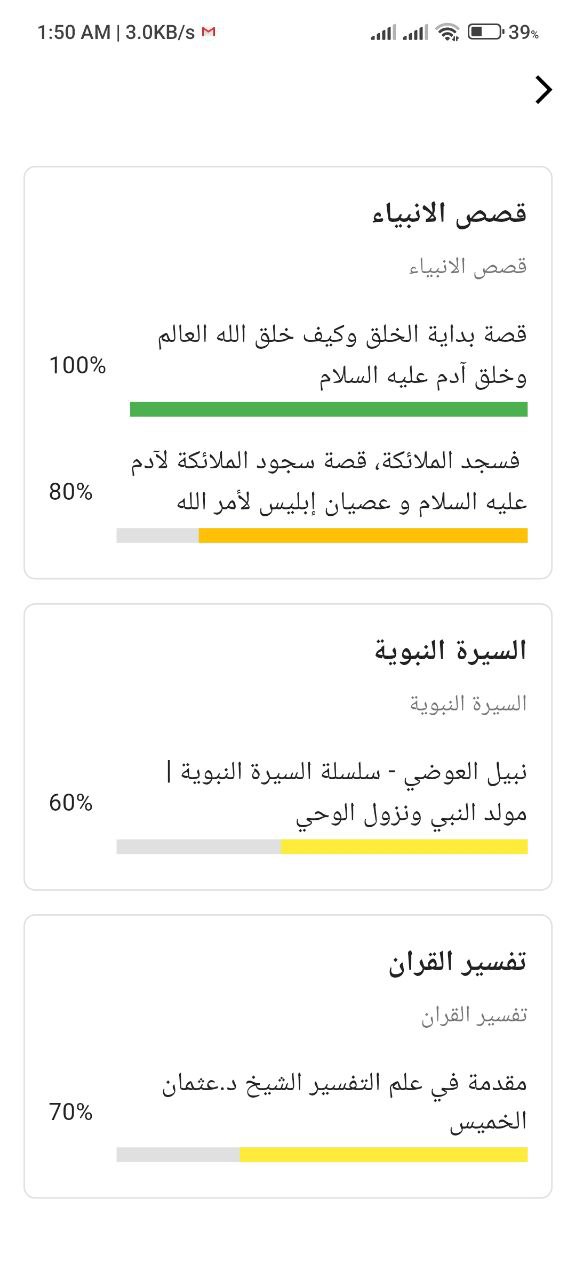 1:50 AM | 3.0KB/s
39%
قصص الانبياء
قصص الانبياء
قصة بداية الخلق وكيف خلق الله العالم
وخلق آدم عليه السلام
100%
فسجد الملائكة، قصة سجود الملائكة لآدم
عليه السلام و عصيان إبليس لأمر الله
80%
السيرة النبوية
السيرة النبوية
نبيل العوضي - سلسلة السيرة النبوية |
مولد النبي ونزول الوحي
60%
تفسير القران
تفسير القران
مقدمة في علم التفسير الشيخ د.عثمان
الخميس
70%